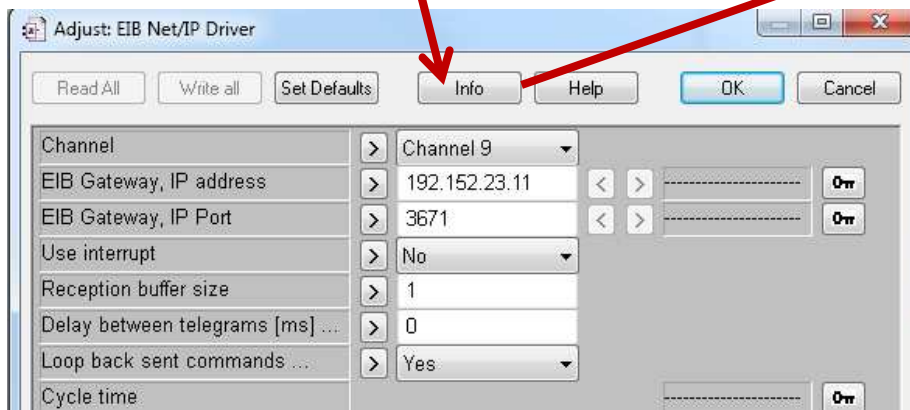 Adjust: EIB Net/IP Driver
Read All Write all Set Defaults Info Help OK Cancel
Channel > Channel 9
EIB Gateway, IP address > 192.152.23.11 < > --------------------
EIB Gateway, IP Port > 3671 < > --------------------
Use interrupt > No
Reception buffer size > 1
Delay between telegrams [ms] ... > 0
Loop back sent commands ... > Yes
Cycle time --------------------